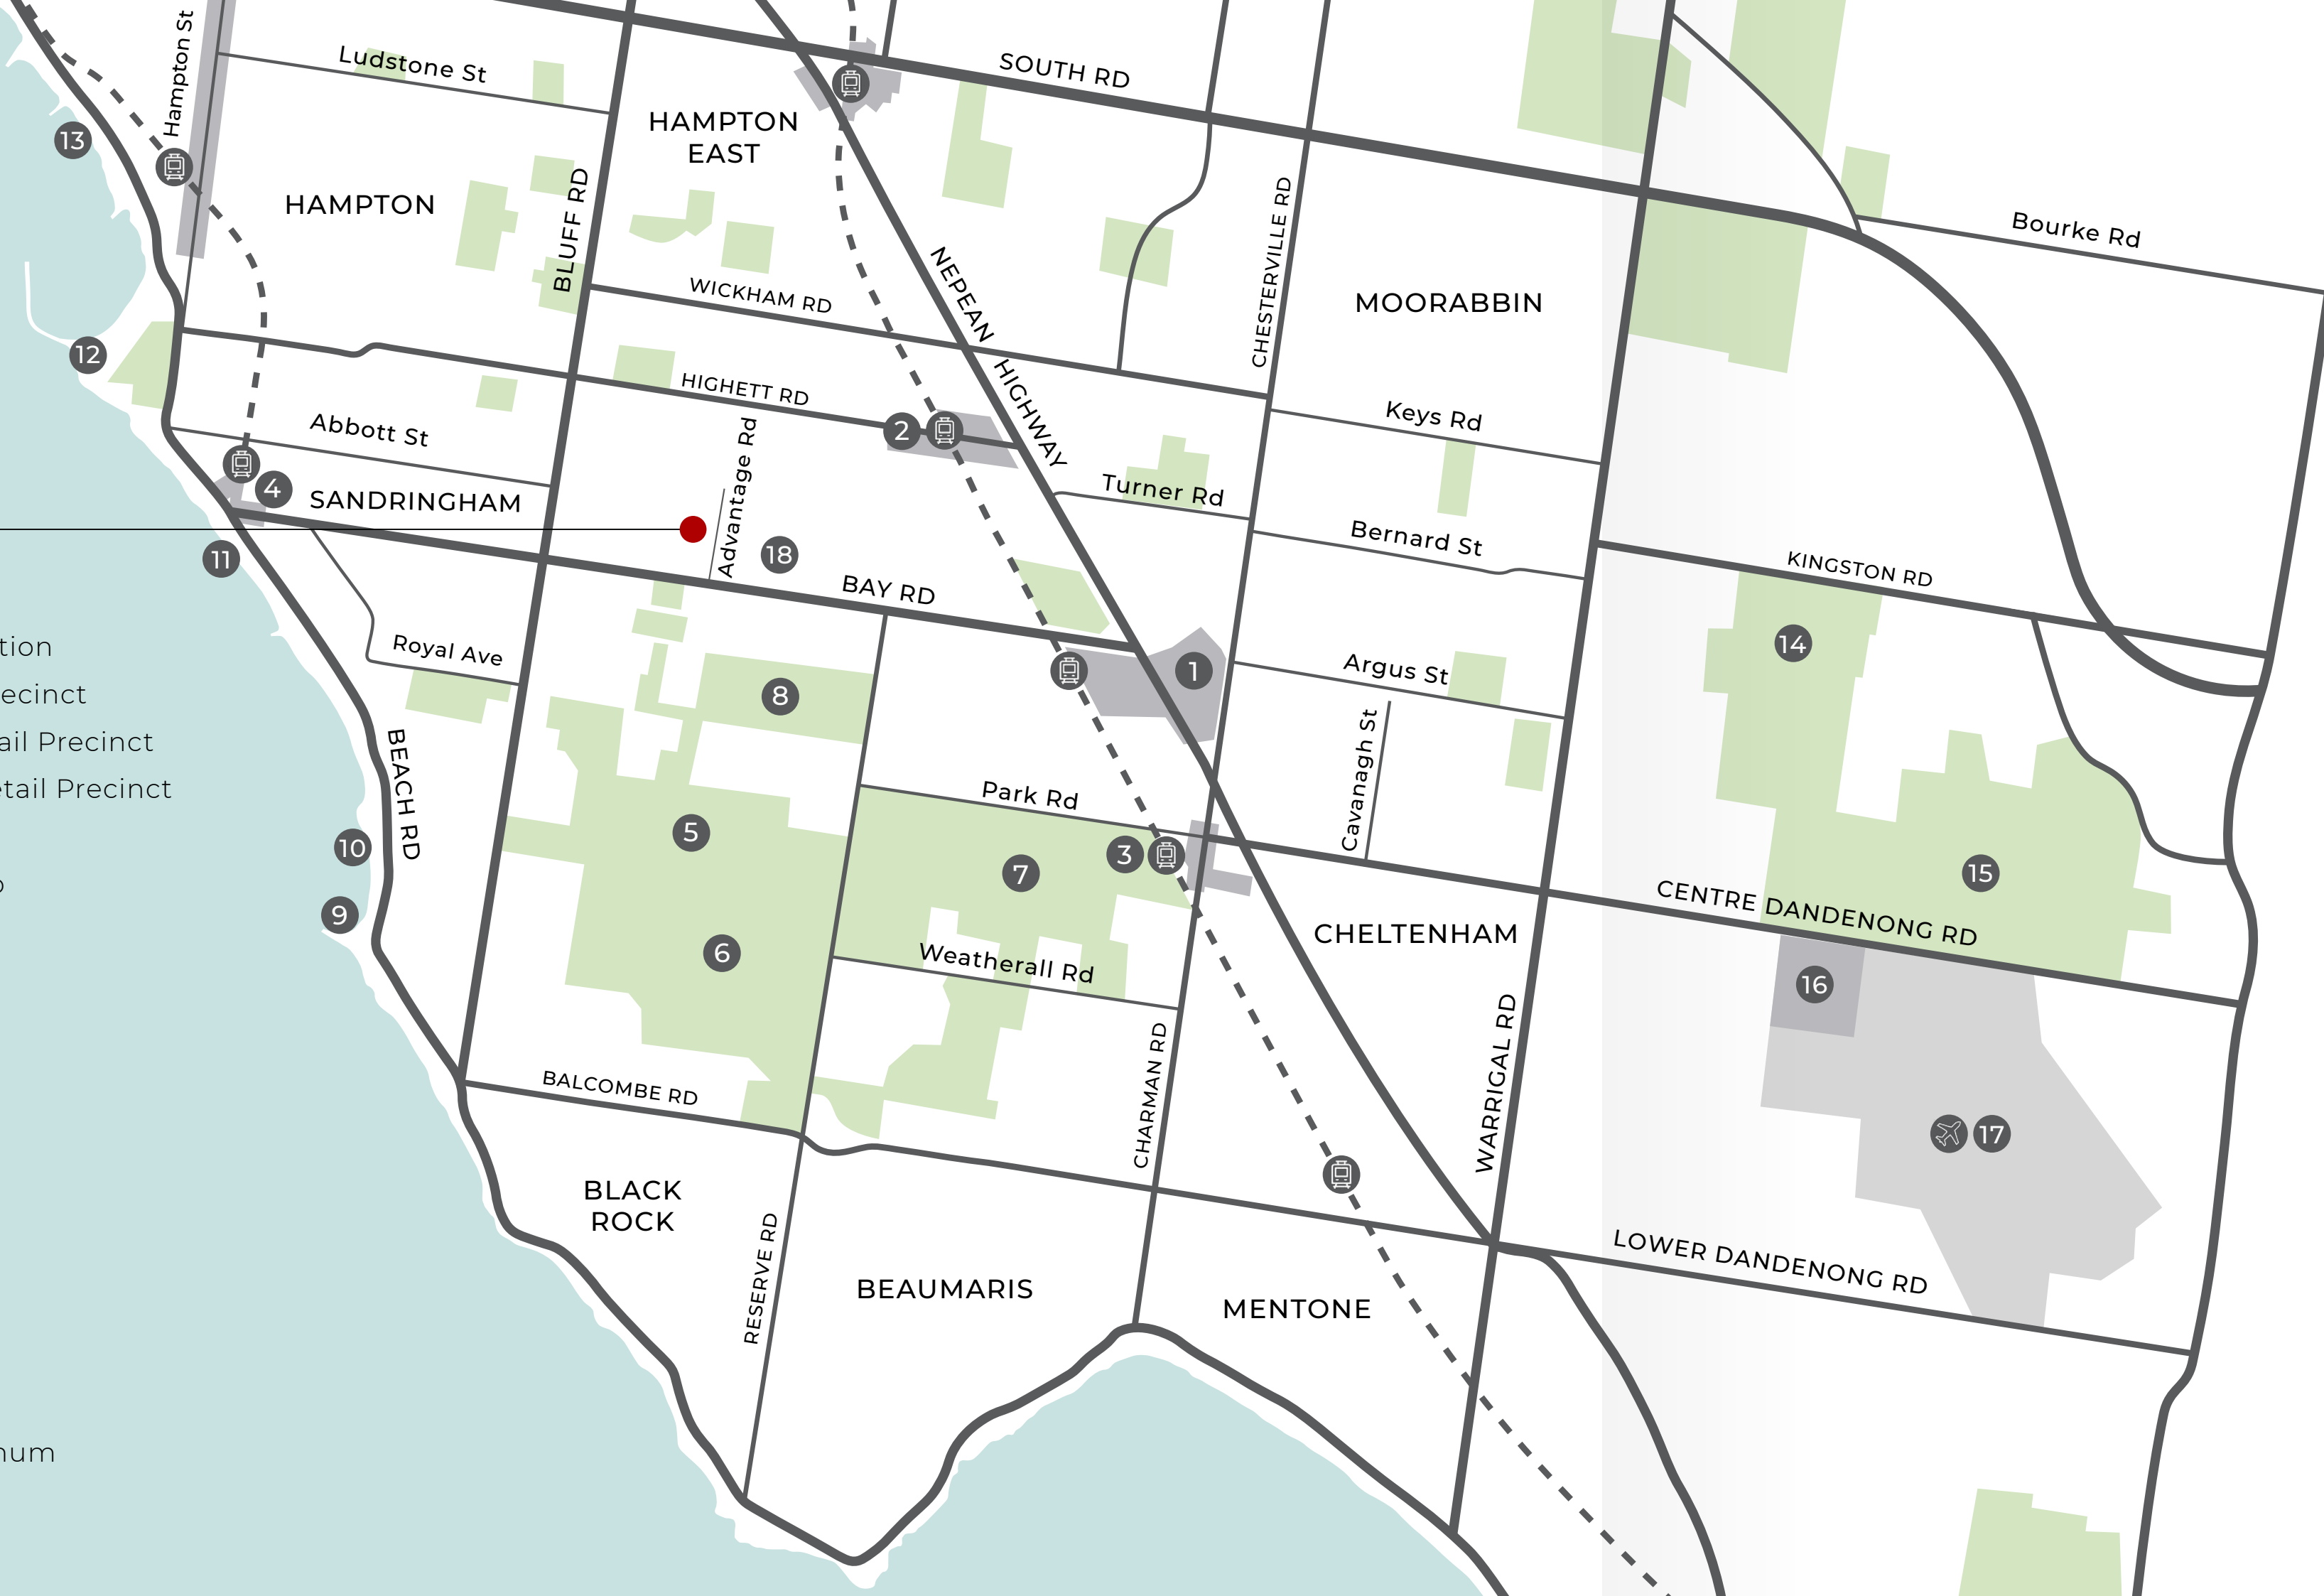 Hampton St
Ludstone St
SOUTH RD
HAMPTON
EAST
13
HAMPTON
BLUFF RD
CHESTERVILLE RD
Bourke Rd
NEPEAN HIGHWAY
WICKHAM RD
MOORABBIN
12
HIGHETT RD
Abbott St
Advantage Rd
2
Keys Rd
4
SANDRINGHAM
Turner Rd
Bernard St
11
18
BAY RD
KINGSTON RD
14
Royal Ave
1
Argus St
8
BEACH RD
Cavanagh St
Park Rd
5
10
3
7
15
9
CENTRE DANDENONG RD
CHELTENHAM
6
Weatherall Rd
16
WARRIGAL RD
BALCOMBE RD
CHARMAN RD
17
BLACK
ROCK
RESERVE RD
LOWER DANDENONG RD
BEAUMARIS
MENTONE
tion
ecinct
ail Precinct
etail Precinct
num